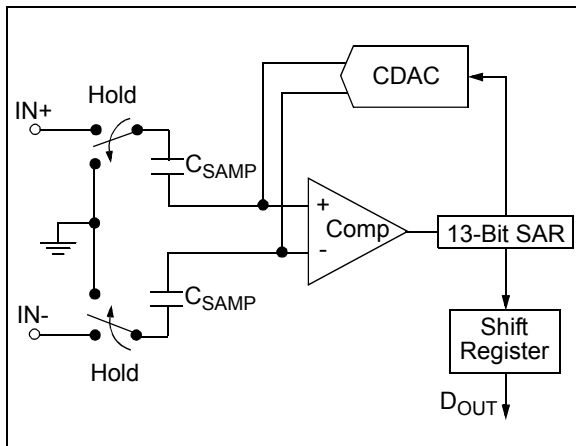 CDAC
Hold
IN+
CSAMP
+
Comp
-
13-Bit SAR
CSAMP
IN-
Hold
Shift
Register
DOUT